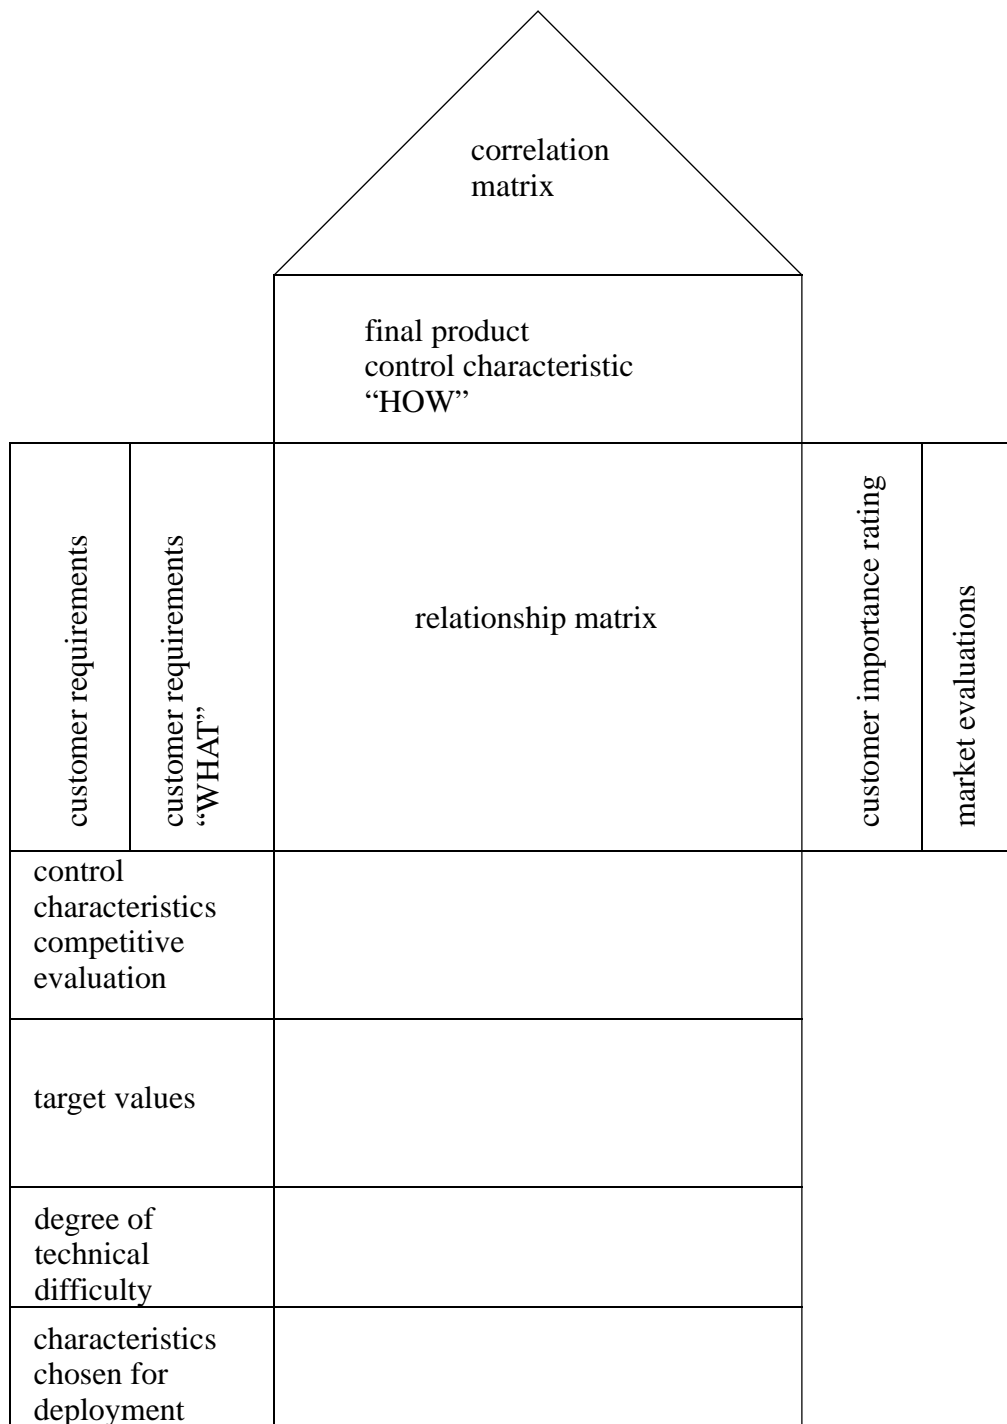 correlation
matrix
final product
control characteristic
“HOW”
customer requirements
customer requirements
“WHAT”
relationship matrix
customer importance rating
market evaluations
control
characteristics
competitive
evaluation
target values
degree of
technical
difficulty
characteristics
chosen for
deployment